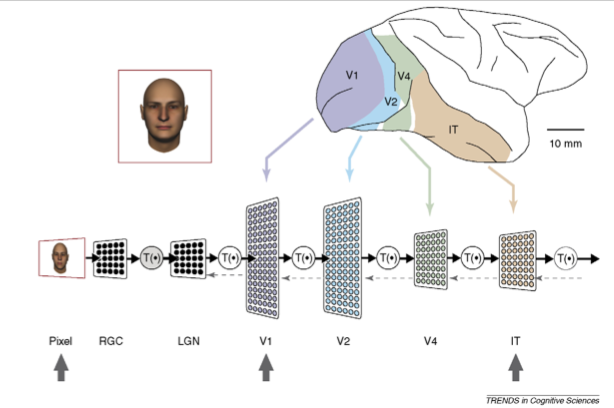 V1
V4
V2
IT
10 mm
T(•) T(•) T(•) T(•) T(•) T(•)
Pixel RGC LGN V1 V2 V4 IT
TRENDS in Cognitive Sciences